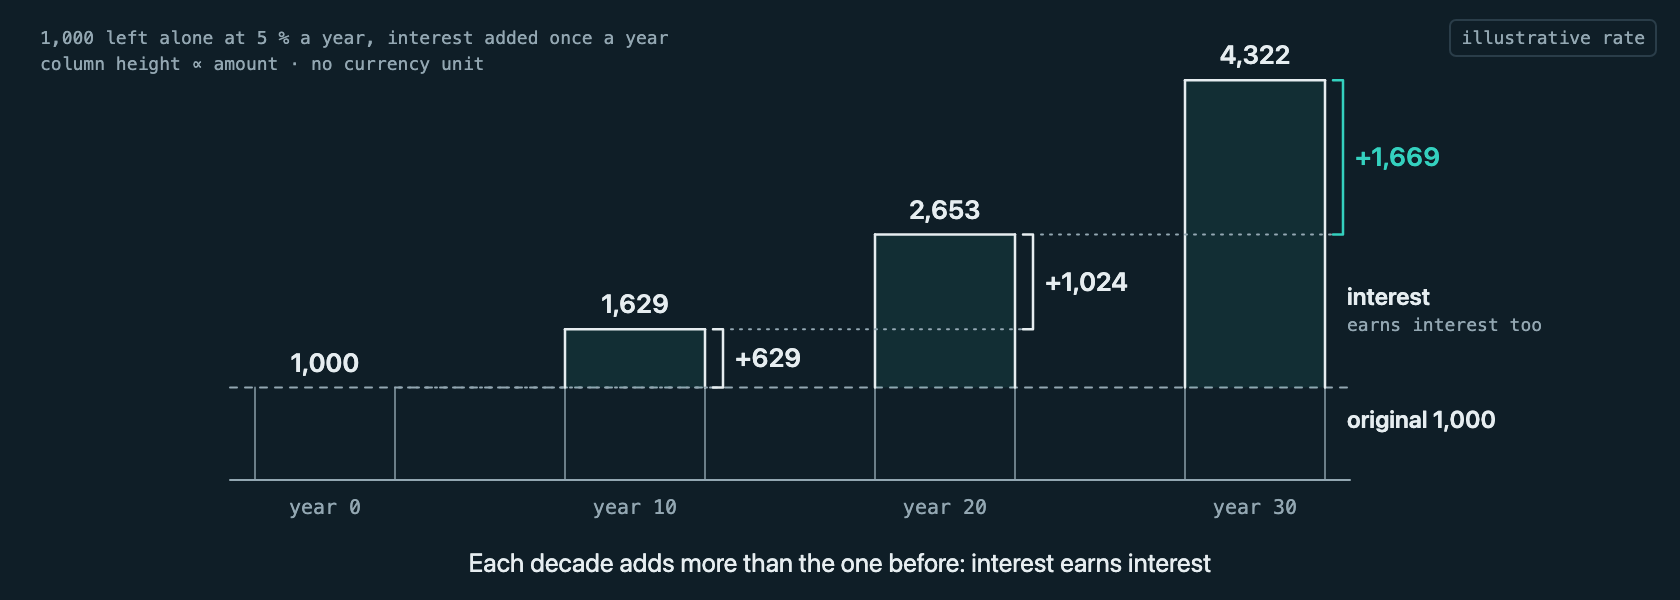 1,000 left alone at 5 % a year, interest added once a year
column height ∝ amount · no currency unit
illustrative rate
4,322
+1,669
2,653
+1,024
1,629
+629
1,000
interest
earns interest too
original 1,000
year 0
year 10
year 20
year 30
Each decade adds more than the one before: interest earns interest